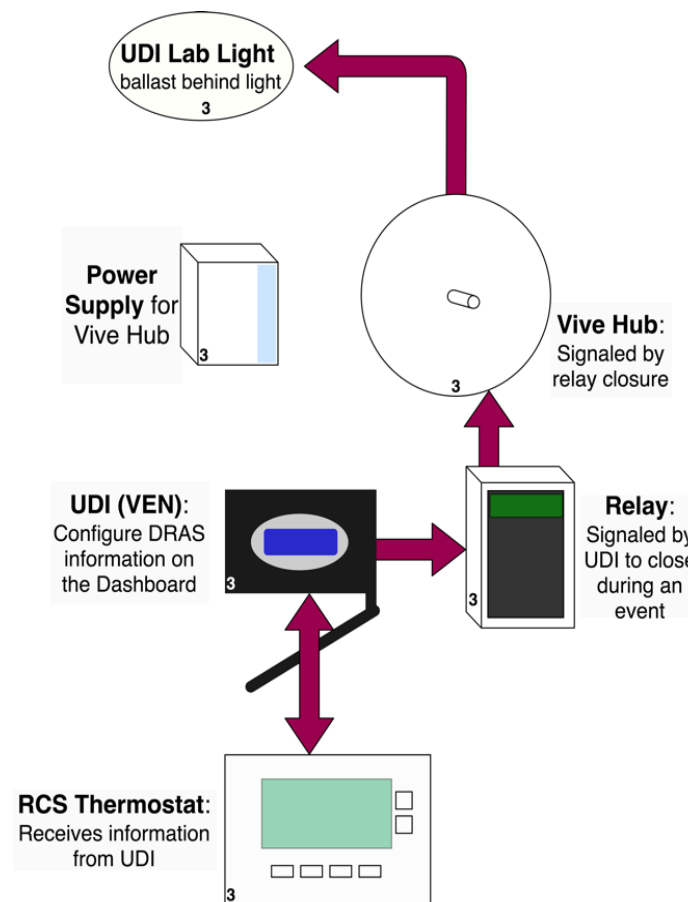 UDI Lab Light
ballast behind light
3
Power
Supply for
Vive Hub
3
3
Vive Hub:
Signaled by
relay closure
UDI (VEN):
Configure DRAS
information on
the Dashboard
3
Relay:
Signaled by
UDI to close
during an
event
3
RCS Thermostat:
Receives information
from UDI
3